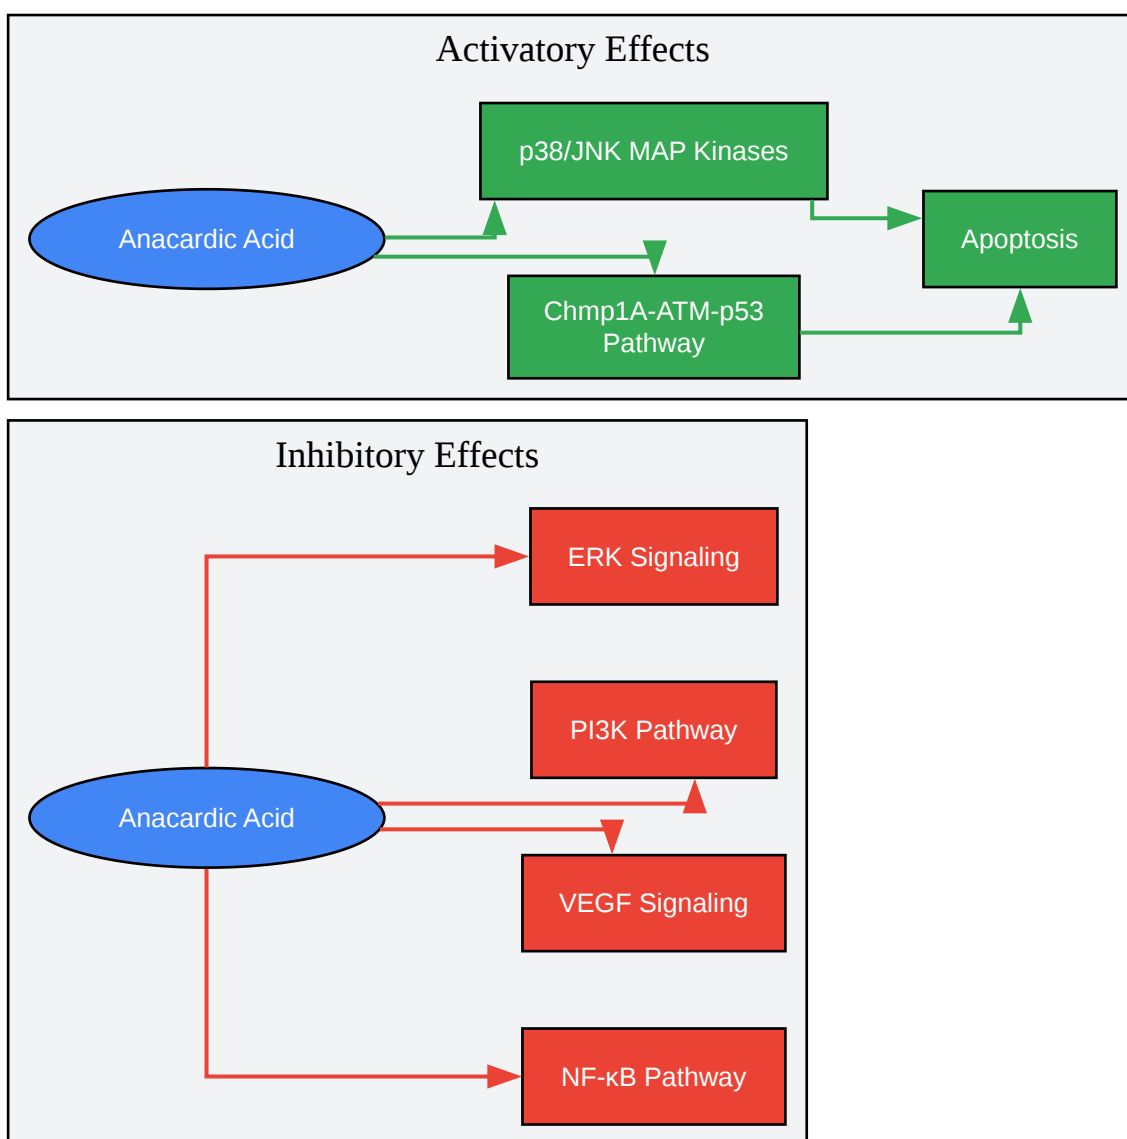 Activatory Effects
p38/JNK MAP Kinases
Anacardic Acid
Apoptosis
Chmp1A-ATM-p53
Pathway
Inhibitory Effects
ERK Signaling
PI3K Pathway
Anacardic Acid
VEGF Signaling
NF-κB Pathway